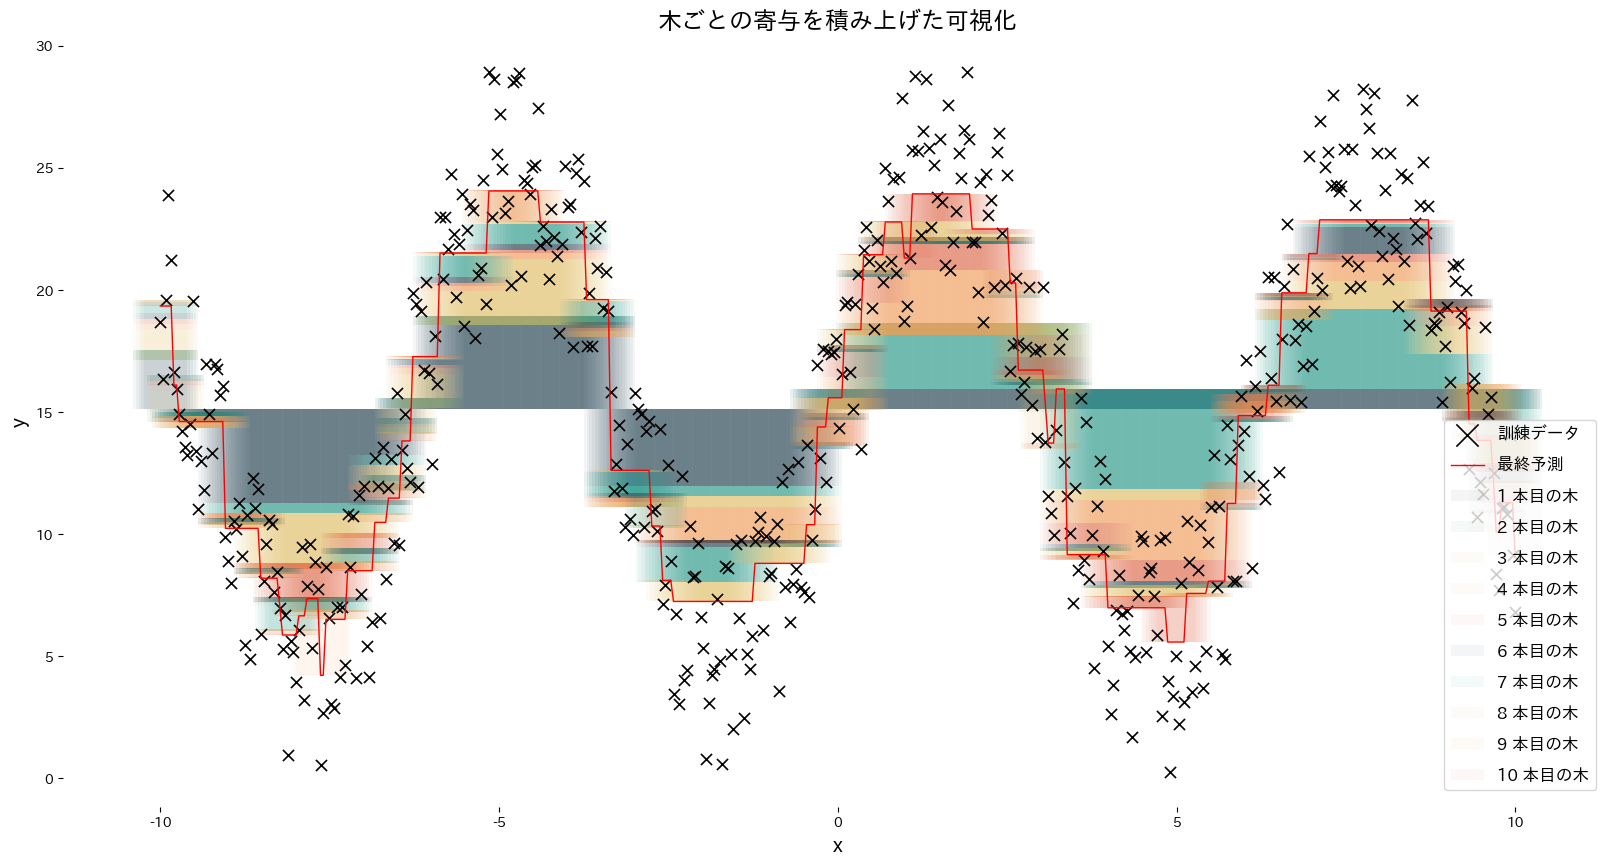 木ごとの寄与を積み上げた可視化
30
25
20
15
10
5
0
y
-10
-5
0
5
10
x
訓練データ
最終予測
1 本目の木
2 本目の木
3 本目の木
4 本目の木
5 本目の木
6 本目の木
7 本目の木
8 本目の木
9 本目の木
10 本目の木